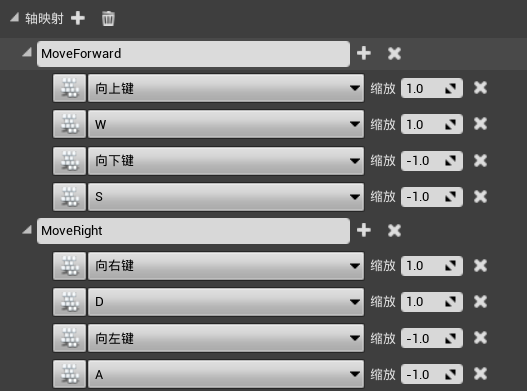 轴映射
MoveForward
向上键 缩放 1.0
W 缩放 1.0
向下键 缩放 -1.0
S 缩放 -1.0
MoveRight
向右键 缩放 1.0
D 缩放 1.0
向左键 缩放 -1.0
A 缩放 -1.0